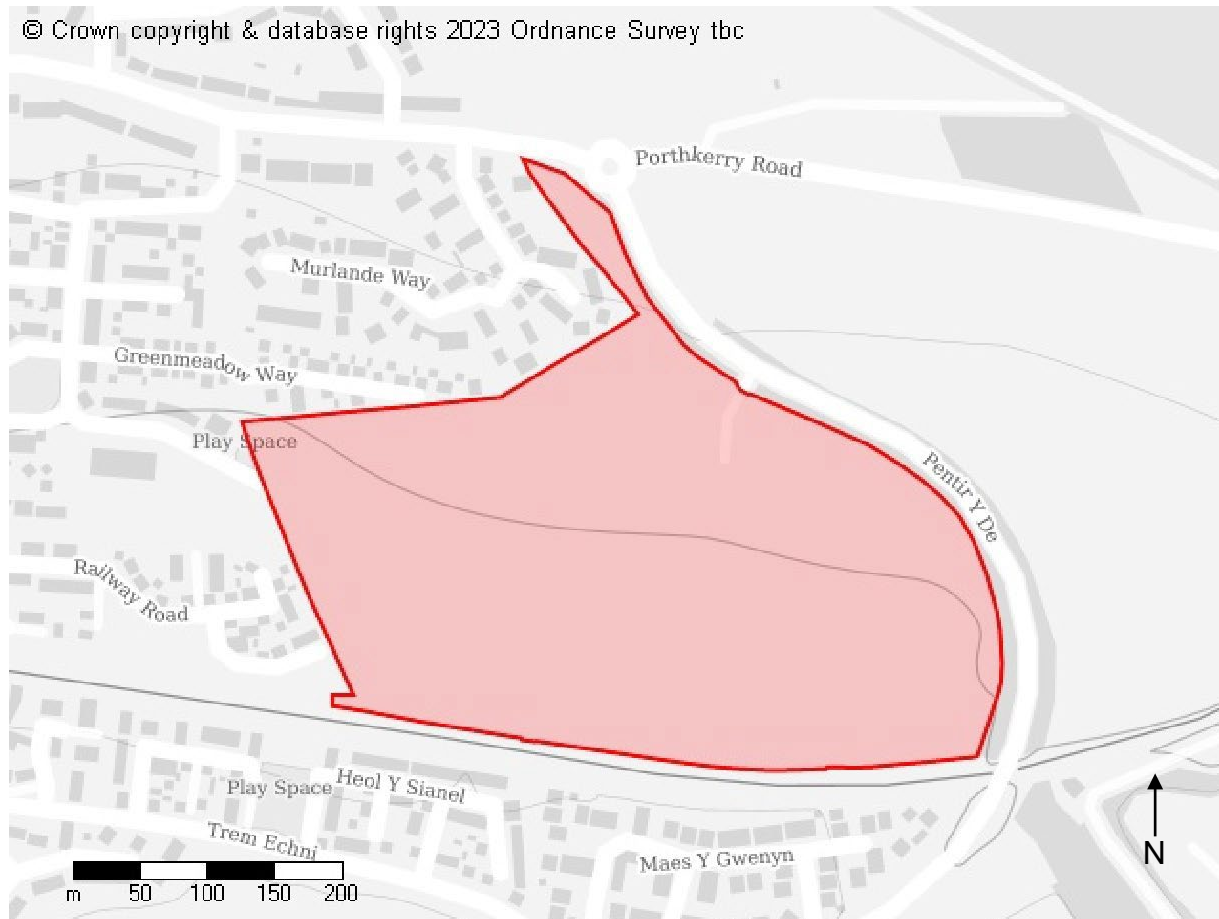 © Crown copyright & database rights 2023 Ordnance Survey tbc
Porthkerry Road
Murlande Way
Greenmeadow Way
Play Space
Pentir Y De
Railway Road
Play Space
Heol Y Sianel
Trem Echni
Maes Y Gwenyn
m 50 100 150 200
N